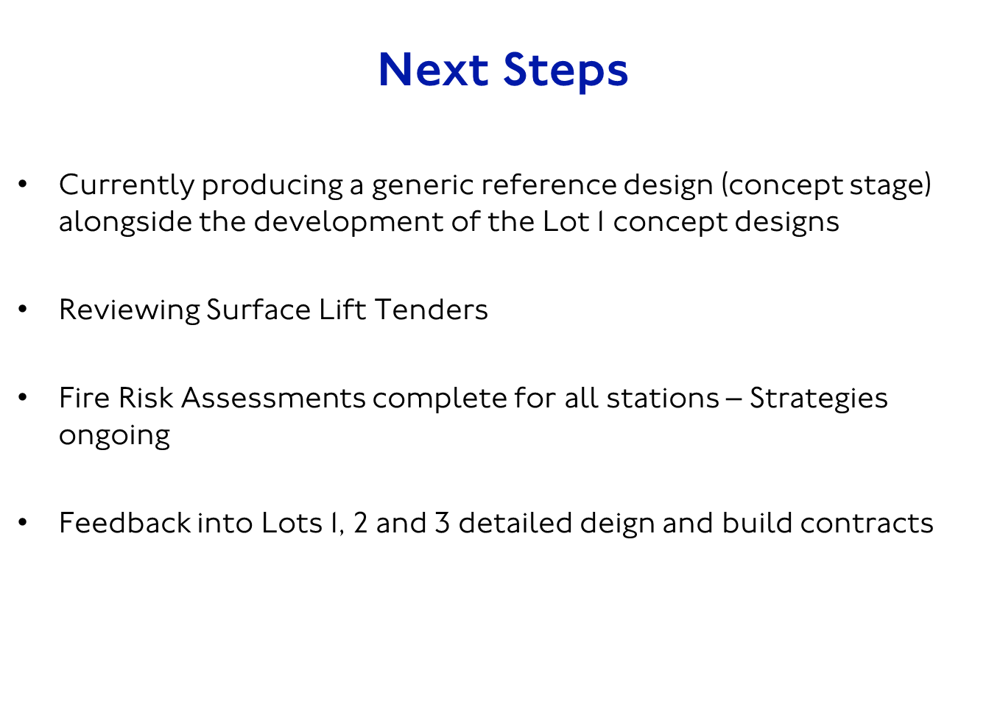 Next Steps
• Currently producing a generic reference design (concept stage)
alongside the development of the Lot 1 concept designs
• Reviewing Surface Lift Tenders
• Fire Risk Assessments complete for all stations – Strategies
ongoing
• Feedback into Lots 1, 2 and 3 detailed deign and build contracts